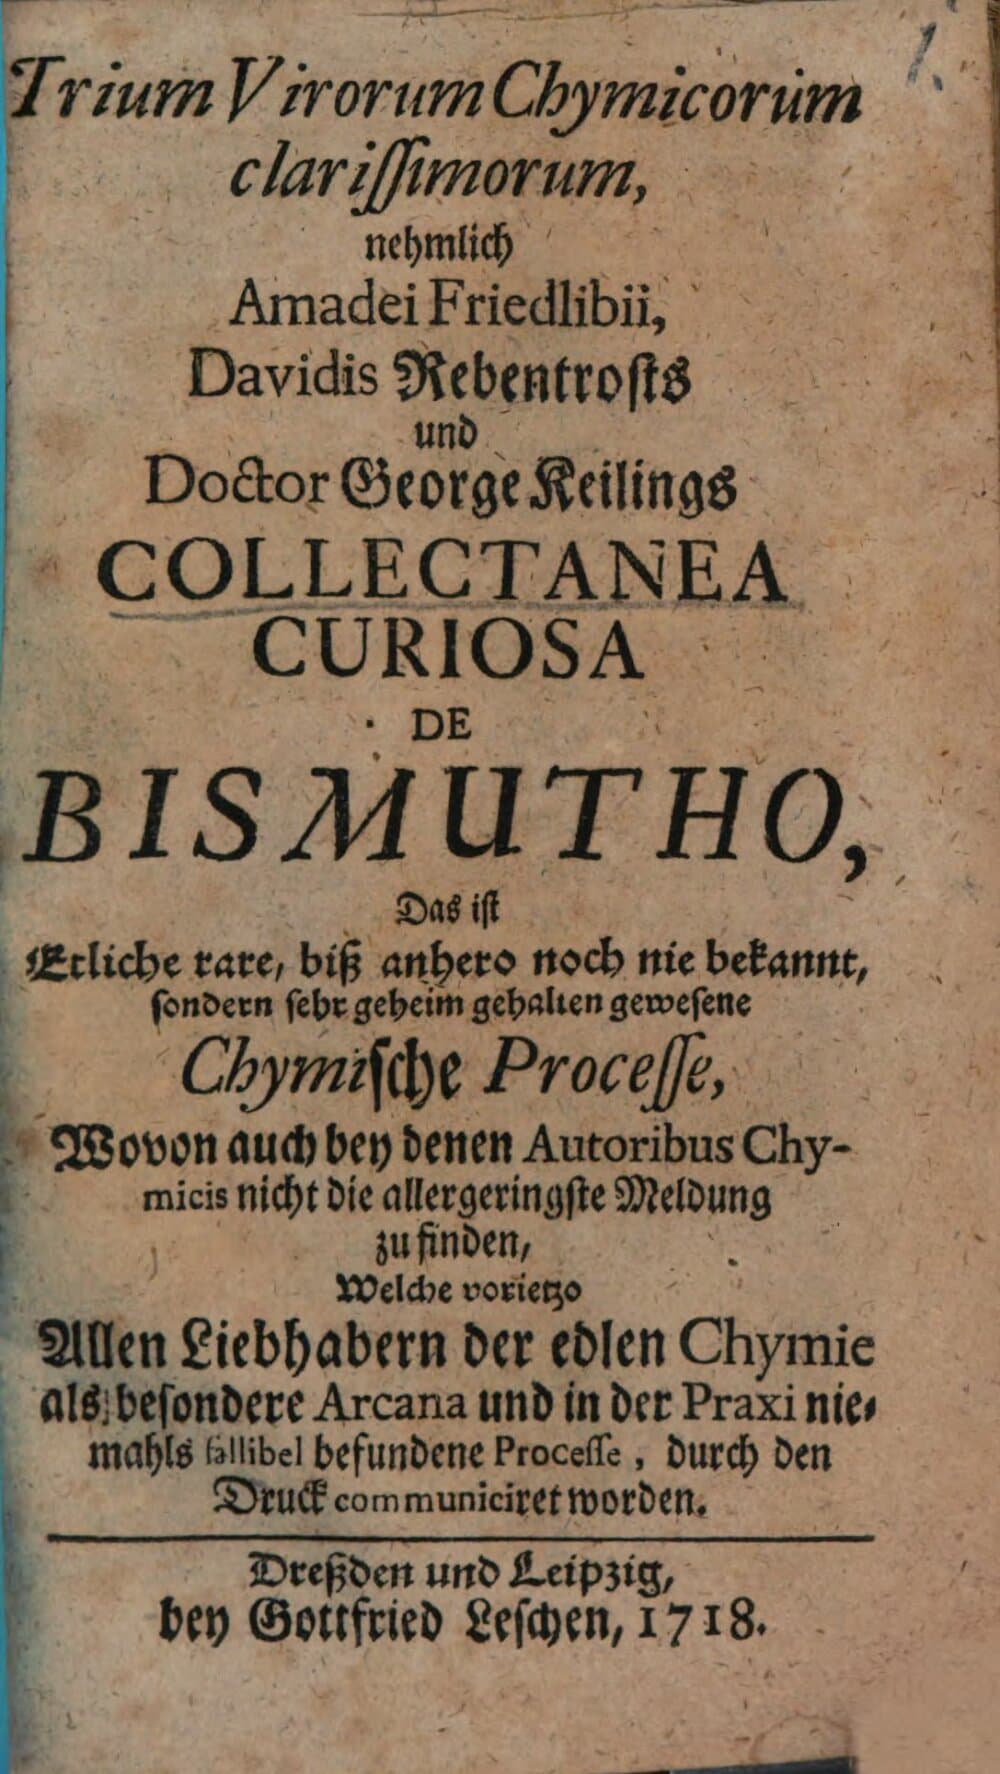 1.
Trium Virorum Chymicorum
clarissimorum,
nehmlich
Amadei Friedlibii,
Davidis Rebentrosts
und
Doctor George Keilings
COLLECTANEA
CURIOSA
DE
BISMUTHO,
Das ist
Etliche rare, biß anhero noch nie bekannt,
sondern sehr geheim gehalten gewesene
Chymische Processe,
Wovon auch bey denen Autoribus Chy-
micis nicht die allergeringste Meldung
zu finden,
Welche vorietzo
Allen Liebhabern der edlen Chymie
als besondere Arcana und in der Praxi nie-
mahls fallibel befundene Processe, durch den
Druck communiciret worden.
Dreßden und Leipzig,
bey Gottfried Leschen, 1718.